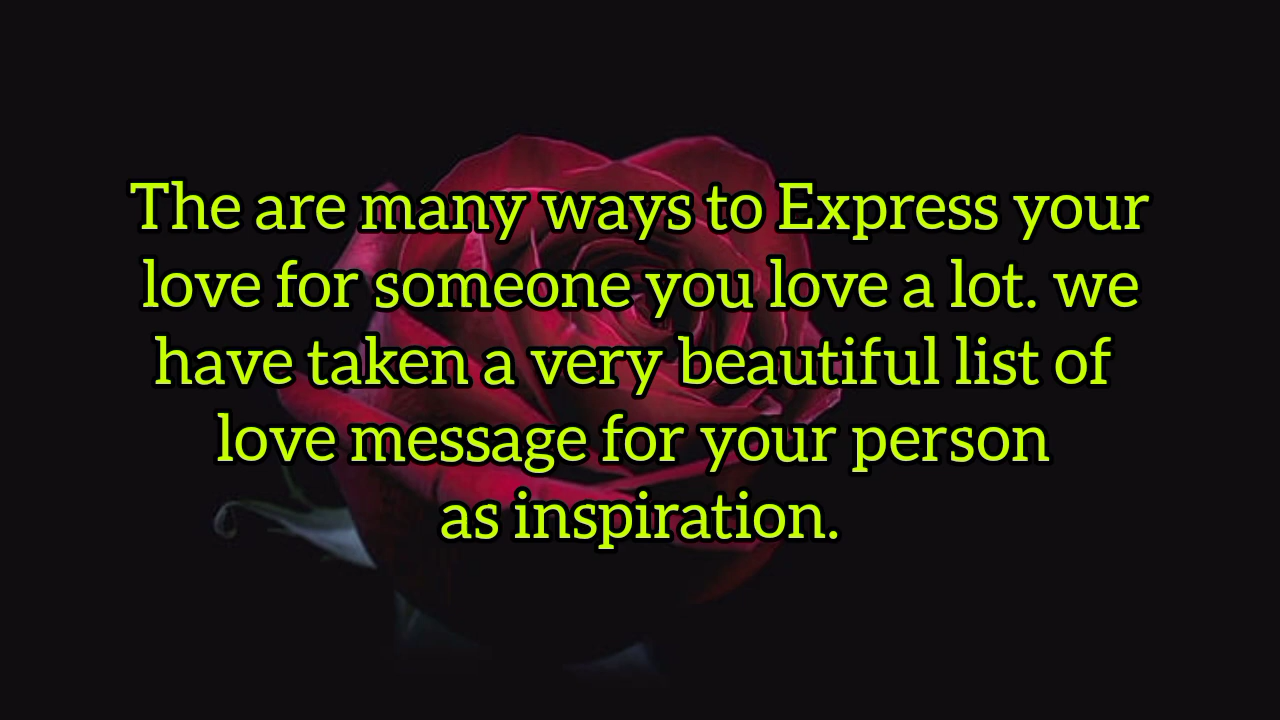 The are many ways to Express your
love for someone you love a lot. we
have taken a very beautiful list of
love message for your person
as inspiration.